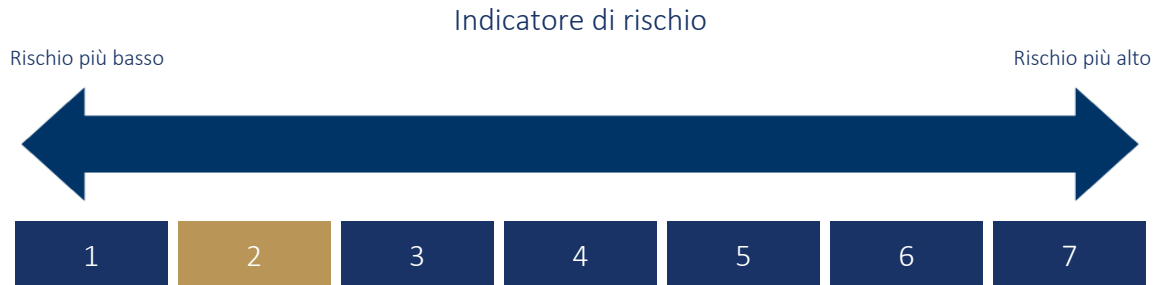 Indicatore di rischio
Rischio più basso
Rischio più alto
1 2 3 4 5 6 7